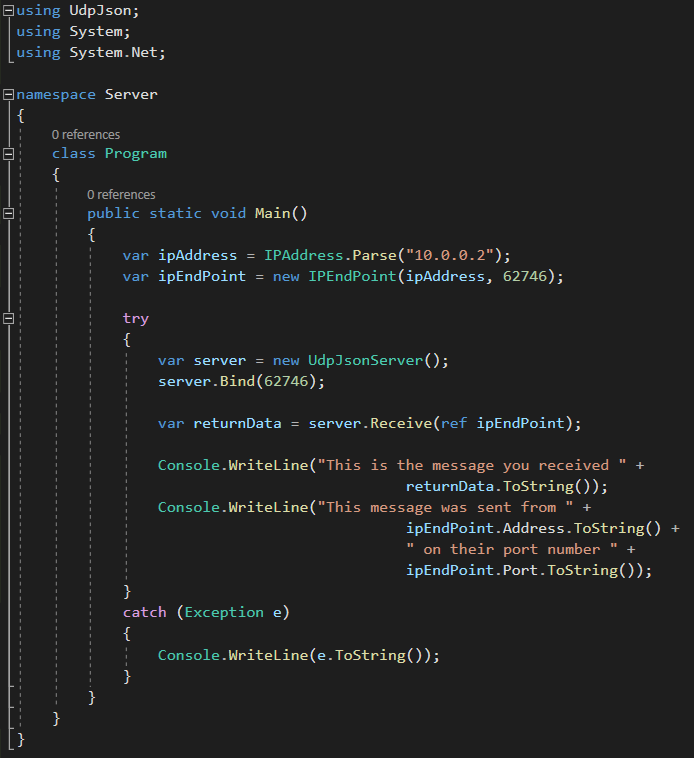 using UdpJson;
using System;
using System.Net;
namespace Server
{
0 references
class Program
{
0 references
public static void Main()
{
var ipAddress = IPAddress.Parse("10.0.0.2");
var ipEndPoint = new IPEndPoint(ipAddress, 62746);
try
{
var server = new UdpJsonServer();
server.Bind(62746);
var returnData = server.Receive(ref ipEndPoint);
Console.WriteLine("This is the message you received " +
returnData.ToString());
Console.WriteLine("This message was sent from " +
ipEndPoint.Address.ToString() +
" on their port number " +
ipEndPoint.Port.ToString());
}
catch (Exception e)
{
Console.WriteLine(e.ToString());
}
}
}
}